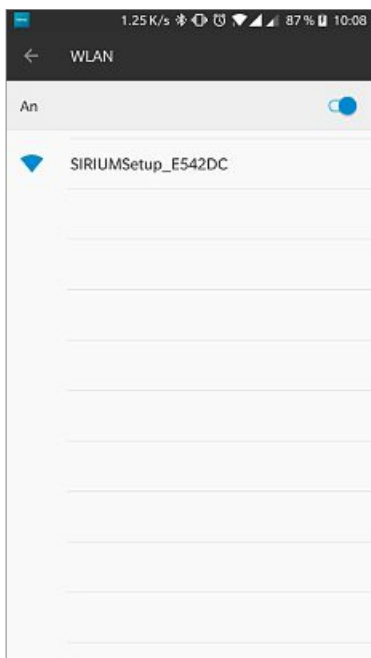 1.25 K/s 87 % 10:08
WLAN
An
SIRIUMSetup_E542DC